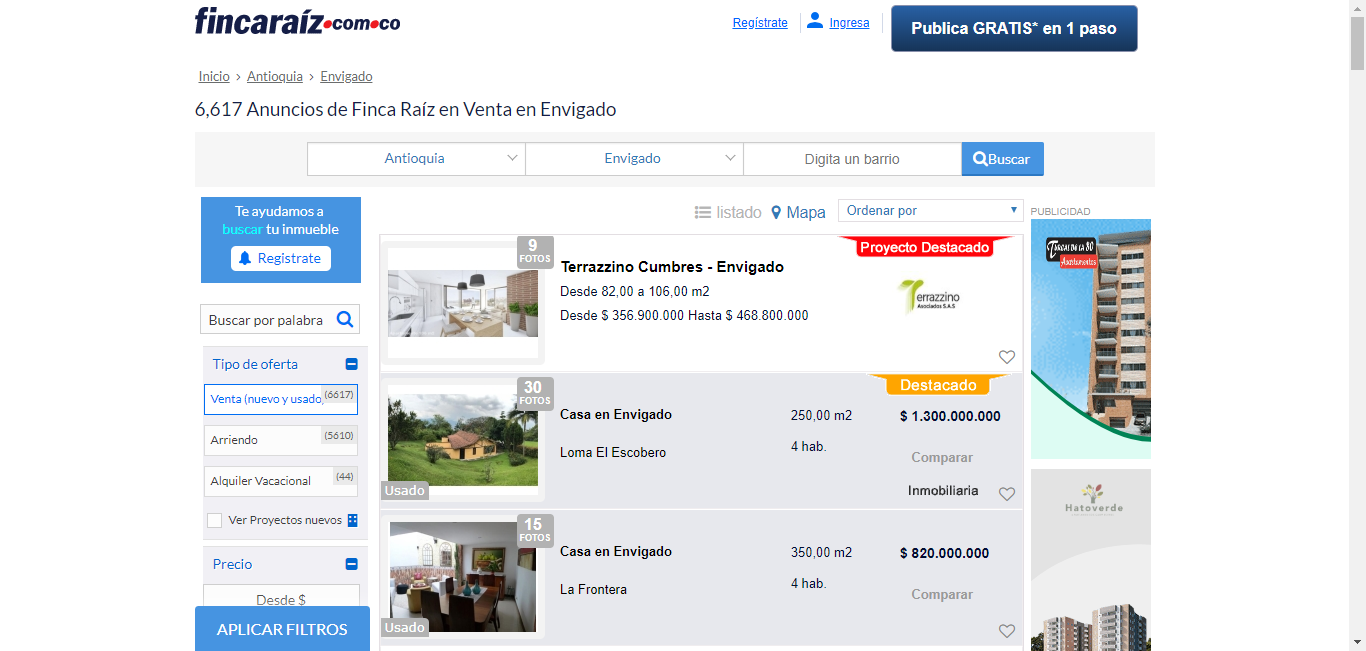 fincaraíz.com.co
Regístrate
Ingresa
Publica GRATIS* en 1 paso
Inicio > Antioquia > Envigado
6,617 Anuncios de Finca Raíz en Venta en Envigado
Antioquia
Envigado
Digita un barrio
Buscar
Te ayudamos a
buscar tu inmueble
Registrate
listado
Mapa
Ordenar por
PUBLICIDAD
Buscar por palabra
Tipo de oferta
Venta (nuevo y usado)
(6617)
Arriendo
(5610)
Alquiler Vacacional
(44)
Ver Proyectos nuevos
Precio
Desde $
APLICAR FILTROS
9
FOTOS
Proyecto Destacado
Terrazzino Cumbres - Envigado
Desde 82,00 a 106,00 m2
Desde $ 356.900.000 Hasta $ 468.800.000
Terrazzino
Asociados S.A.S
30
FOTOS
Destacado
Casa en Envigado
250,00 m2
$ 1.300.000.000
4 hab.
Loma El Escobero
Comparar
Usado
Inmobiliaria
15
FOTOS
Casa en Envigado
350,00 m2
$ 820.000.000
4 hab.
La Frontera
Comparar
Usado
DE LA 80
Apartamentos
Hatoverde